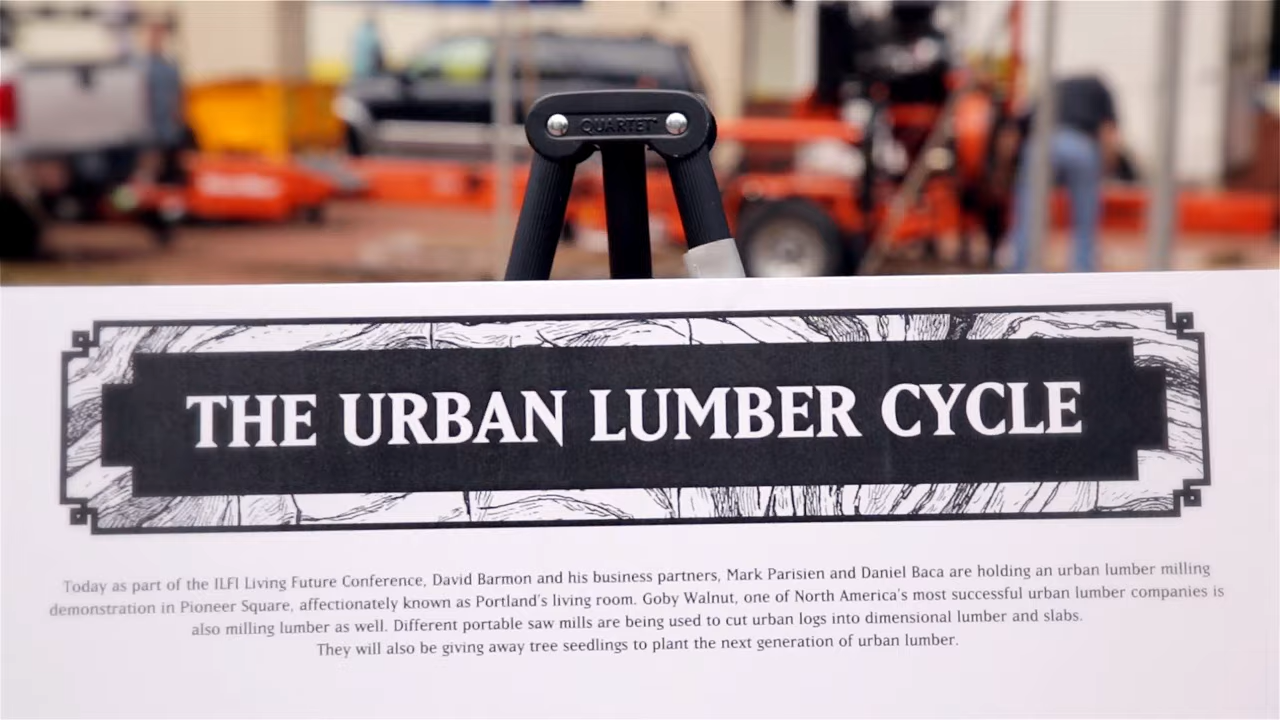 QUARTET
THE URBAN LUMBER CYCLE
Today as part of the ILFI Living Future Conference, David Barmon and his business partners, Mark Parisien and Daniel Baca are holding an urban lumber milling
demonstration in Pioneer Square, affectionately known as Portland's living room. Goby Walnut, one of North America's most successful urban lumber companies is
also milling lumber as well. Different portable saw mills are being used to cut urban logs into dimensional lumber and slabs.
They will also be giving away tree seedlings to plant the next generation of urban lumber.